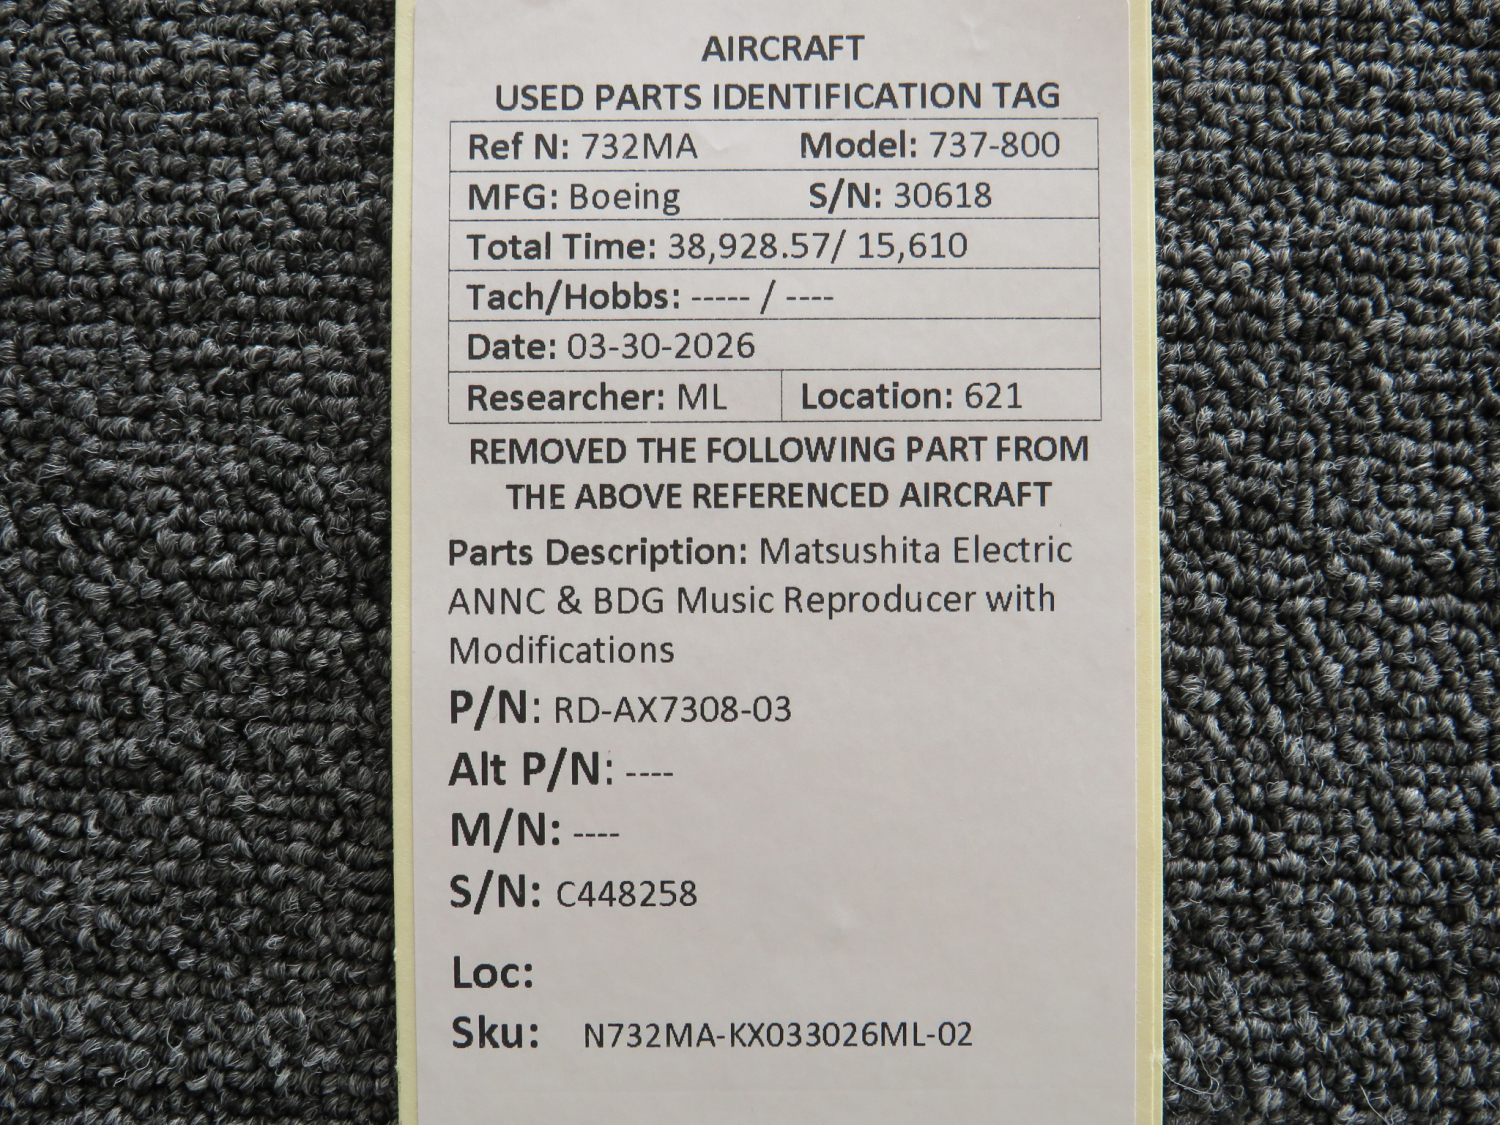 AIRCRAFT
USED PARTS IDENTIFICATION TAG
Ref N: 732MA Model: 737-800
MFG: Boeing S/N: 30618
Total Time: 38,928.57/ 15,610
Tach/Hobbs: ----- / ----
Date: 03-30-2026
Researcher: ML Location: 621
REMOVED THE FOLLOWING PART FROM
THE ABOVE REFERENCED AIRCRAFT
Parts Description: Matsushita Electric
ANNC & BDG Music Reproducer with
Modifications
P/N: RD-AX7308-03
Alt P/N: ----
M/N: ----
S/N: C448258
Loc:
Sku: N732MA-KX033026ML-02